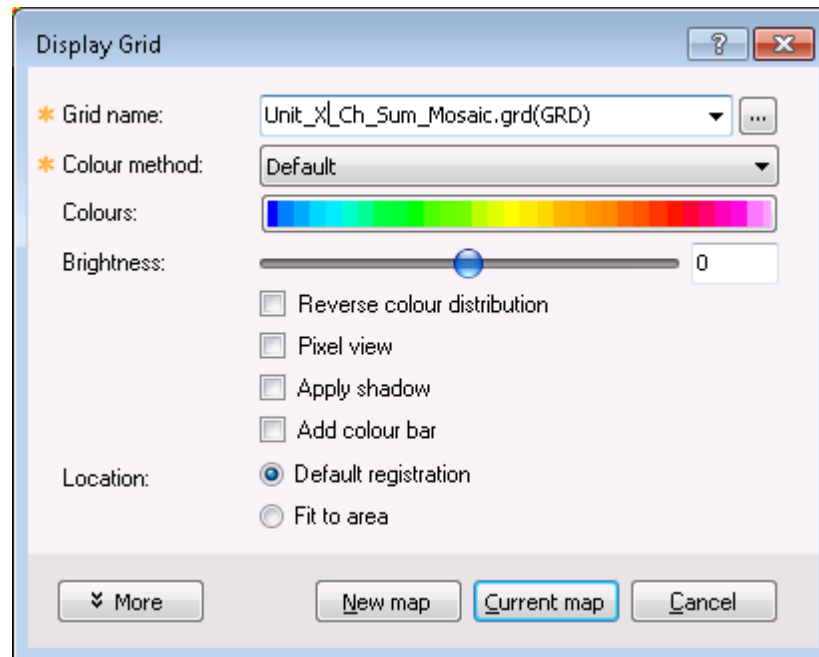 Display Grid
* Grid name: Unit_X_Ch_Sum_Mosaic.grd(GRD) ...
* Colour method: Default
Colours:
Brightness: 0
Reverse colour distribution
Pixel view
Apply shadow
Add colour bar
Location: Default registration
Fit to area
More New map Current map Cancel